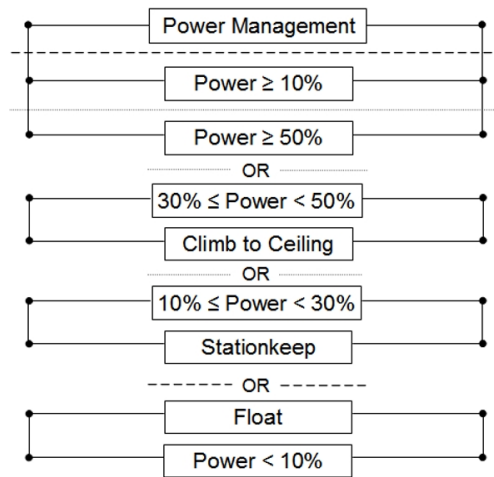 Power Management
Power ≥ 10%
Power ≥ 50%
OR
30% ≤ Power < 50%
Climb to Ceiling
OR
10% ≤ Power < 30%
Stationkeep
OR
Float
Power < 10%